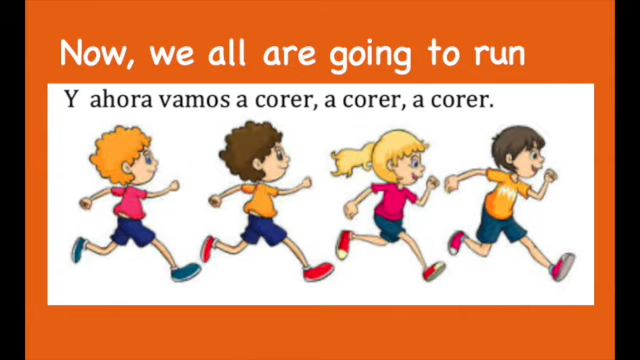 Now, we all are going to run
Y ahora vamos a corer, a corer, a corer.